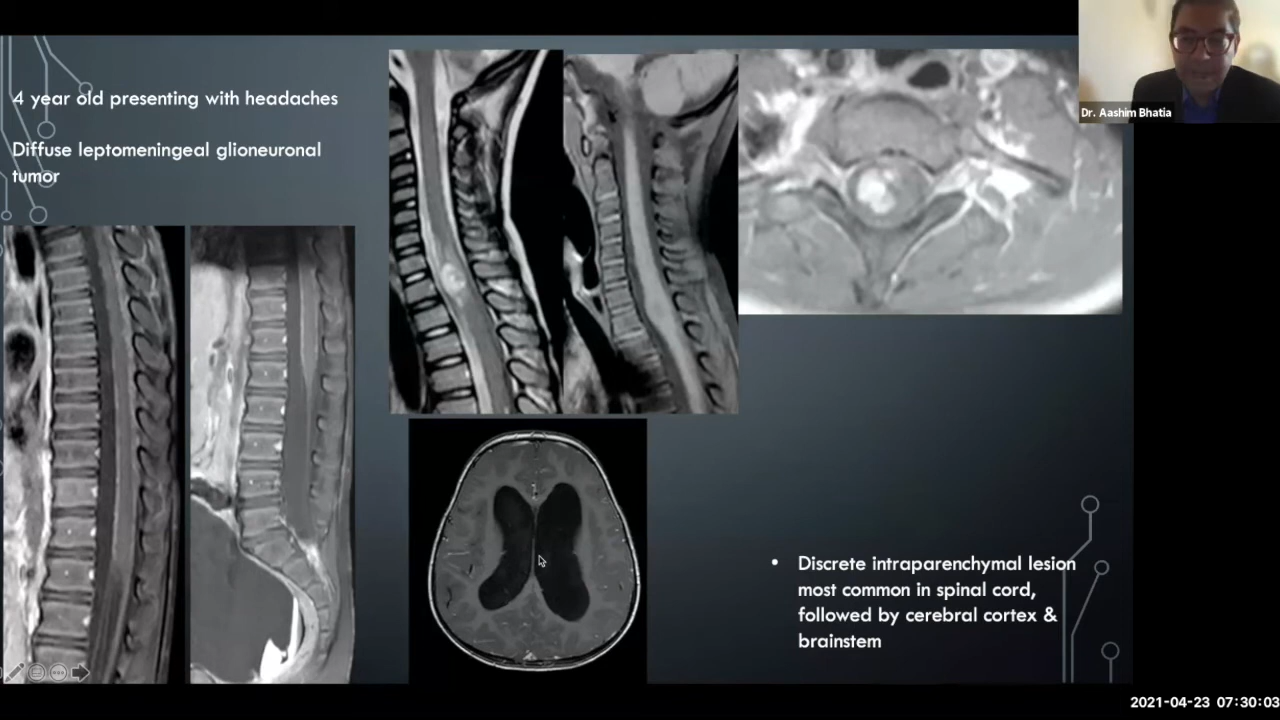 4 year old presenting with headaches
Diffuse leptomeningeal glioneuronal
tumor
Dr. Aashim Bhatia
• Discrete intraparenchymal lesion
most common in spinal cord,
followed by cerebral cortex &
brainstem
2021-04-23 07:30:03